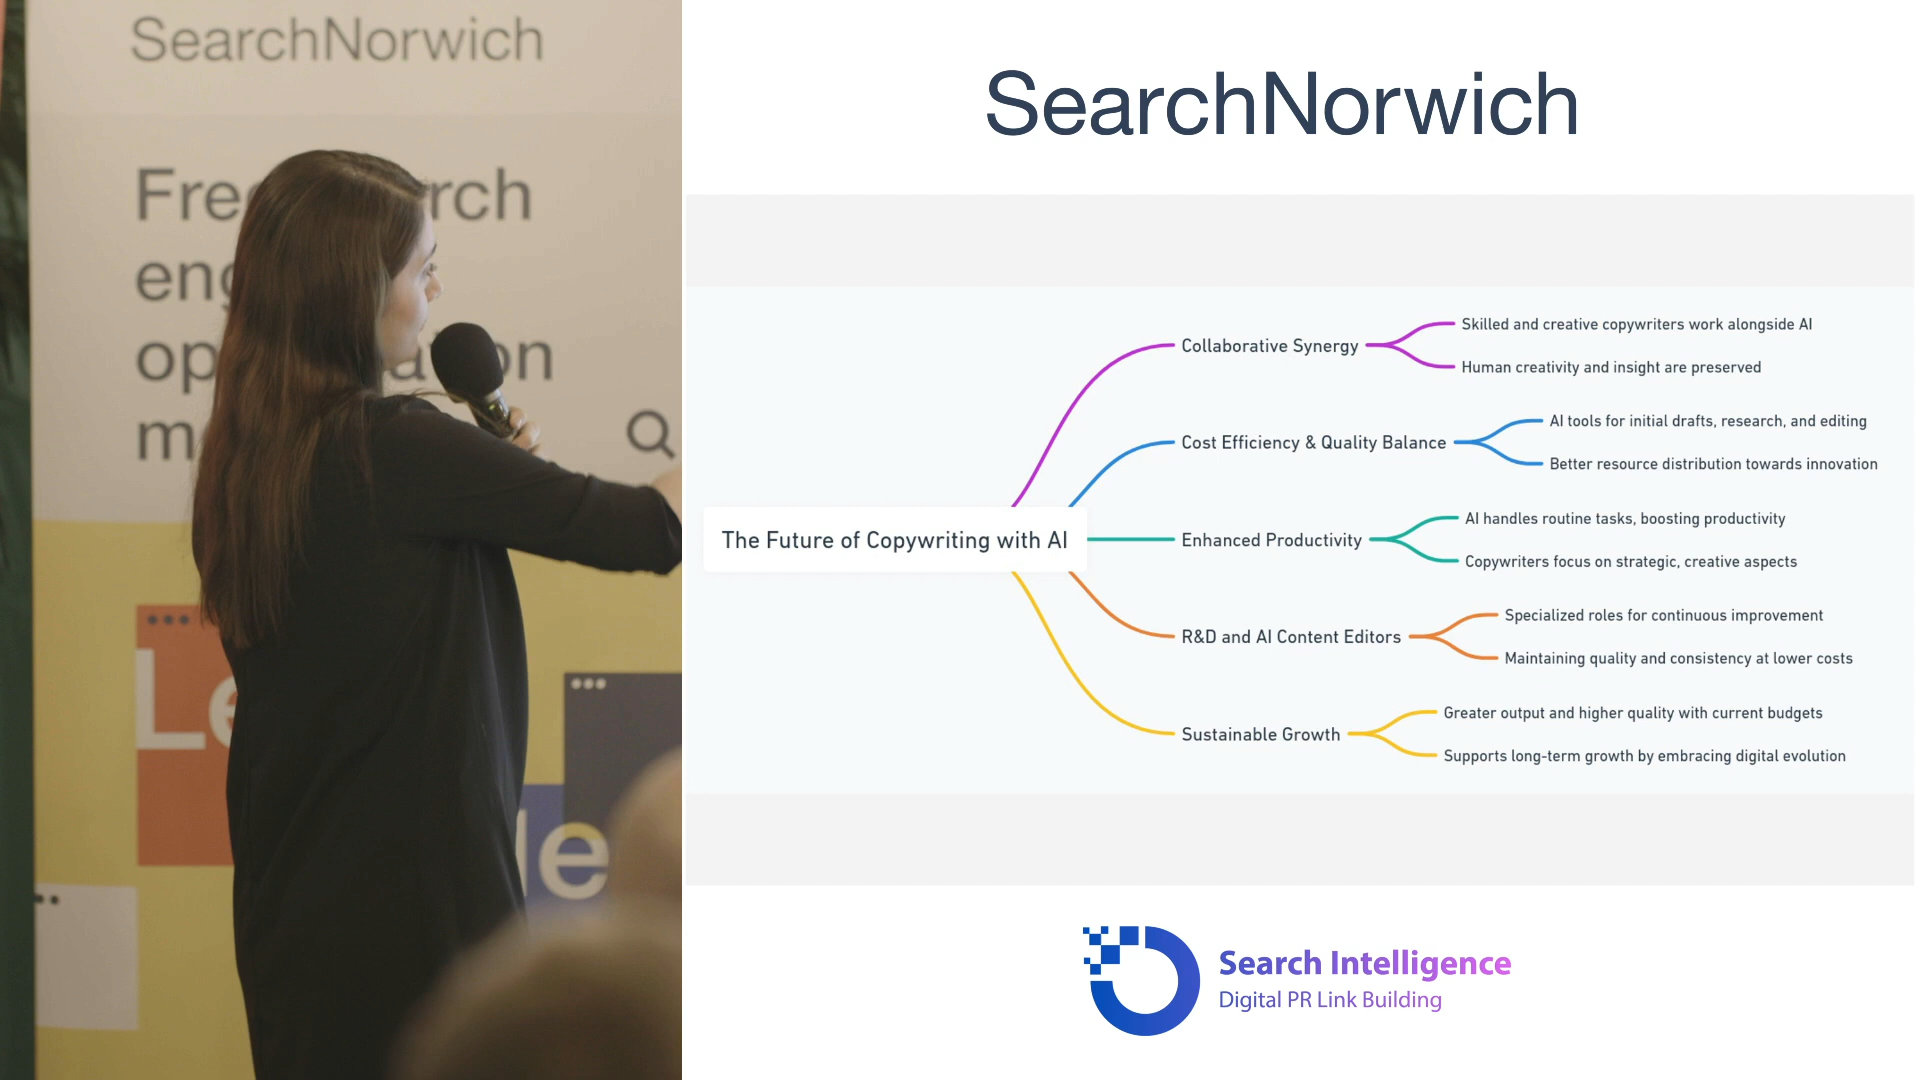 SearchNorwich
Fre rch
eng
op a on
m
Le
le
SearchNorwich
The Future of Copywriting with AI
Collaborative Synergy
Skilled and creative copywriters work alongside AI
Human creativity and insight are preserved
Cost Efficiency & Quality Balance
AI tools for initial drafts, research, and editing
Better resource distribution towards innovation
Enhanced Productivity
AI handles routine tasks, boosting productivity
Copywriters focus on strategic, creative aspects
R&D and AI Content Editors
Specialized roles for continuous improvement
Maintaining quality and consistency at lower costs
Sustainable Growth
Greater output and higher quality with current budgets
Supports long-term growth by embracing digital evolution
Search Intelligence
Digital PR Link Building